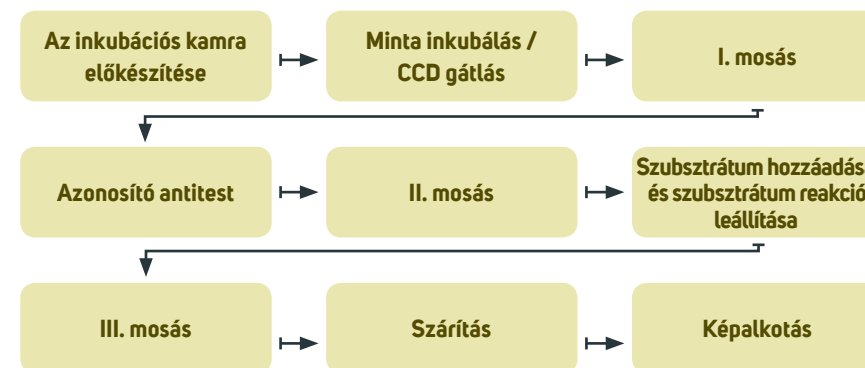 Az inkubációs kamra
előkészítése
Minta inkubálás /
CCD gátlás
I. mosás
Azonosító antitest
II. mosás
Szubsztrátum hozzáadás
és szubsztrátum reakció
leállítása
III. mosás
Szárítás
Képalkotás